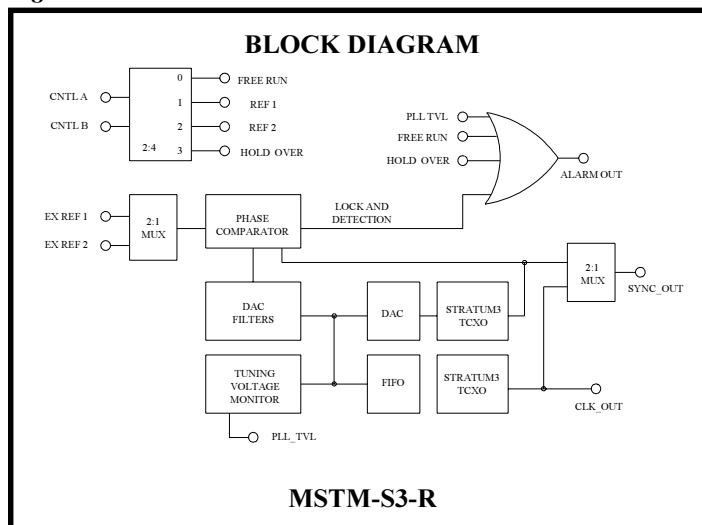 BLOCK DIAGRAM
CNTL A
CNTL B
0
1
2
2:4
3
FREE RUN
REF 1
REF 2
HOLD OVER
PLL TVL
FREE RUN
HOLD OVER
ALARM OUT
EX REF 1
EX REF 2
2:1
MUX
PHASE
COMPARATOR
LOCK AND
DETECTION
2:1
MUX
SYNC_OUT
DAC
FILTERS
DAC
STRATUM3
TCXO
TUNING
VOLTAGE
MONITOR
FIFO
STRATUM3
TCXO
CLK_OUT
PLL_TVL
MSTM-S3-R